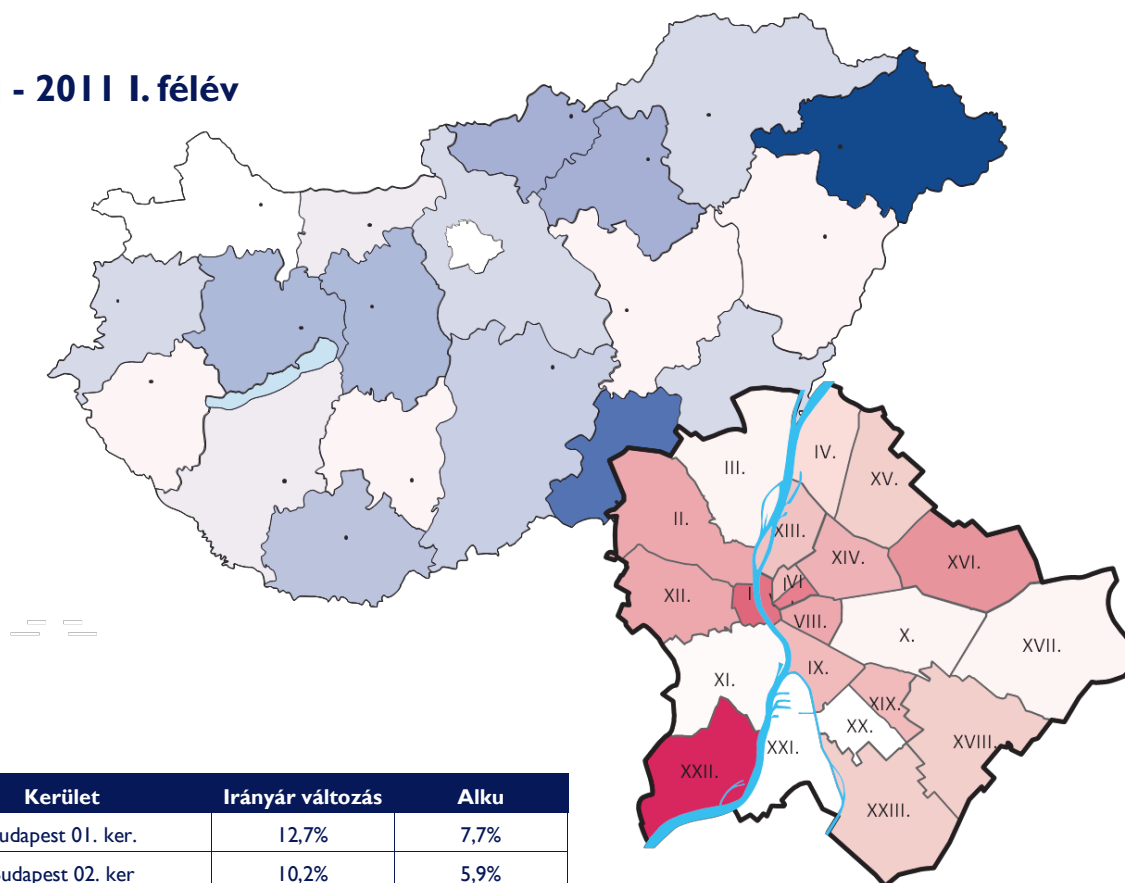 - 2011 I. félév
III.
IV.
XV.
II.
XIII.
XIV.
XVI.
VI
XII.
I
VIII.
X.
XVII.
IX.
XI.
XIX.
XX.
XVIII.
XXI.
XXII.
XXIII.
Kerület Irányár változás Alku
udapest 01. ker. 12,7% 7,7%
udapest 02. ker 10,2% 5,9%